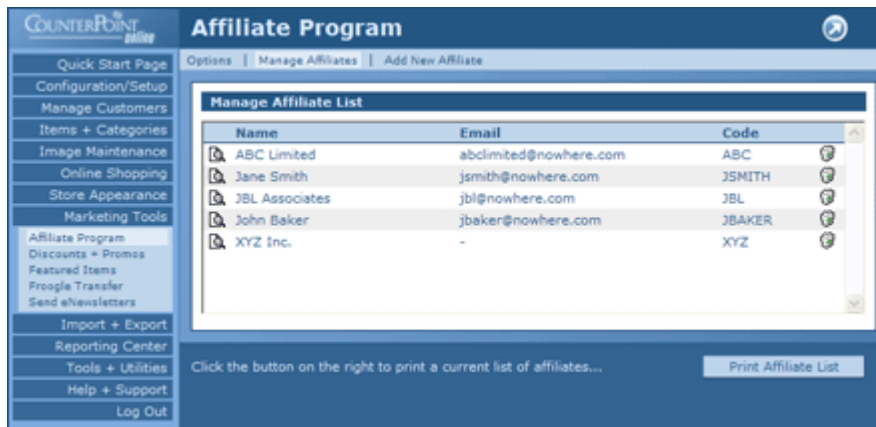 COUNTERPOINT online
Affiliate Program
Quick Start Page
Configuration/Setup
Manage Customers
Items + Categories
Image Maintenance
Online Shopping
Store Appearance
Marketing Tools
Affiliate Program
Discounts + Promos
Featured Items
Froogle Transfer
Send eNewsletters
Import + Export
Reporting Center
Tools + Utilities
Help + Support
Log Out
Options | Manage Affiliates | Add New Affiliate
Manage Affiliate List
Name Email Code
ABC Limited abclimited@nowhere.com ABC
Jane Smith jsmith@nowhere.com JSMITH
JBL Associates jbl@nowhere.com JBL
John Baker jbaker@nowhere.com JBAKER
XYZ Inc. - XYZ
Click the button on the right to print a current list of affiliates...
Print Affiliate List